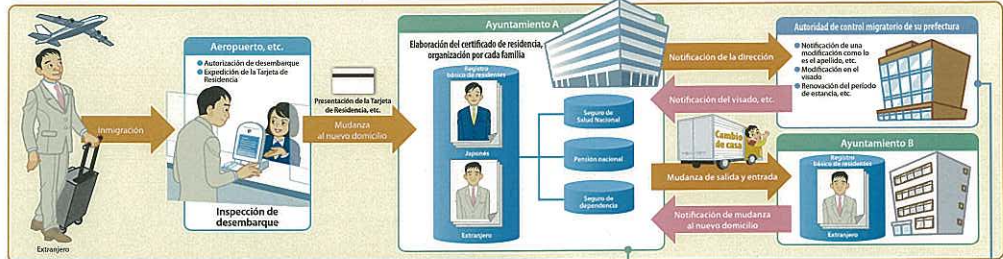 Extranjero
Inmigración
Aeropuerto, etc.
● Autorización de desembarque
● Expedición de la Tarjeta de
Residencia
Inspección de
desembarque
Presentación de la Tarjeta
de Residencia, etc.
Mudanza
al nuevo domicilio
Ayuntamiento A
Elaboración del certificado de residencia,
organización por cada familia
Registro
básico de residentes
Japonés
Extranjero
Seguro de
Salud Nacional
Pensión nacional
Seguro de
dependencia
Notificación de la dirección
Notificación del visado, etc.
Cambio
de casa
Mudanza de salida y entrada
Notificación de mudanza
al nuevo domicilio
Autoridad de control migratorio de su prefectura
● Notificación de una
modificación como lo
es el apellido, etc.
● Modificación en el
visado
● Renovación del período
de estancia, etc.
Ayuntamiento B
Registro
básico de residentes
Extranjero